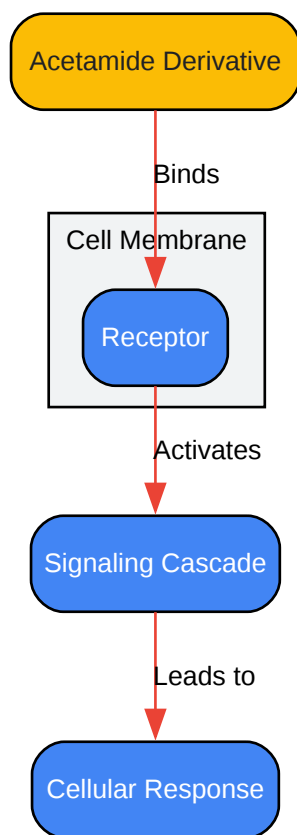 Acetamide Derivative
Binds
Cell Membrane
Receptor
Activates
Signaling Cascade
Leads to
Cellular Response